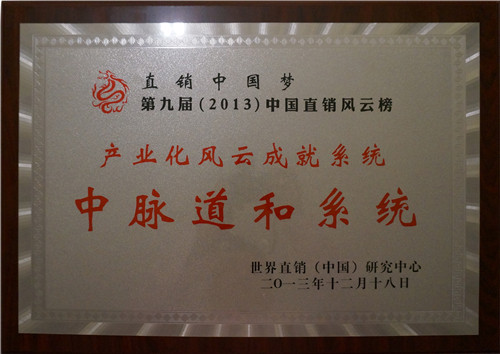 直销中国梦
第九届(2013)中国直销风云榜
产业化风云成就系统
中脉道和系统
世界直销(中国)研究中心
二〇一三年十二月十八日